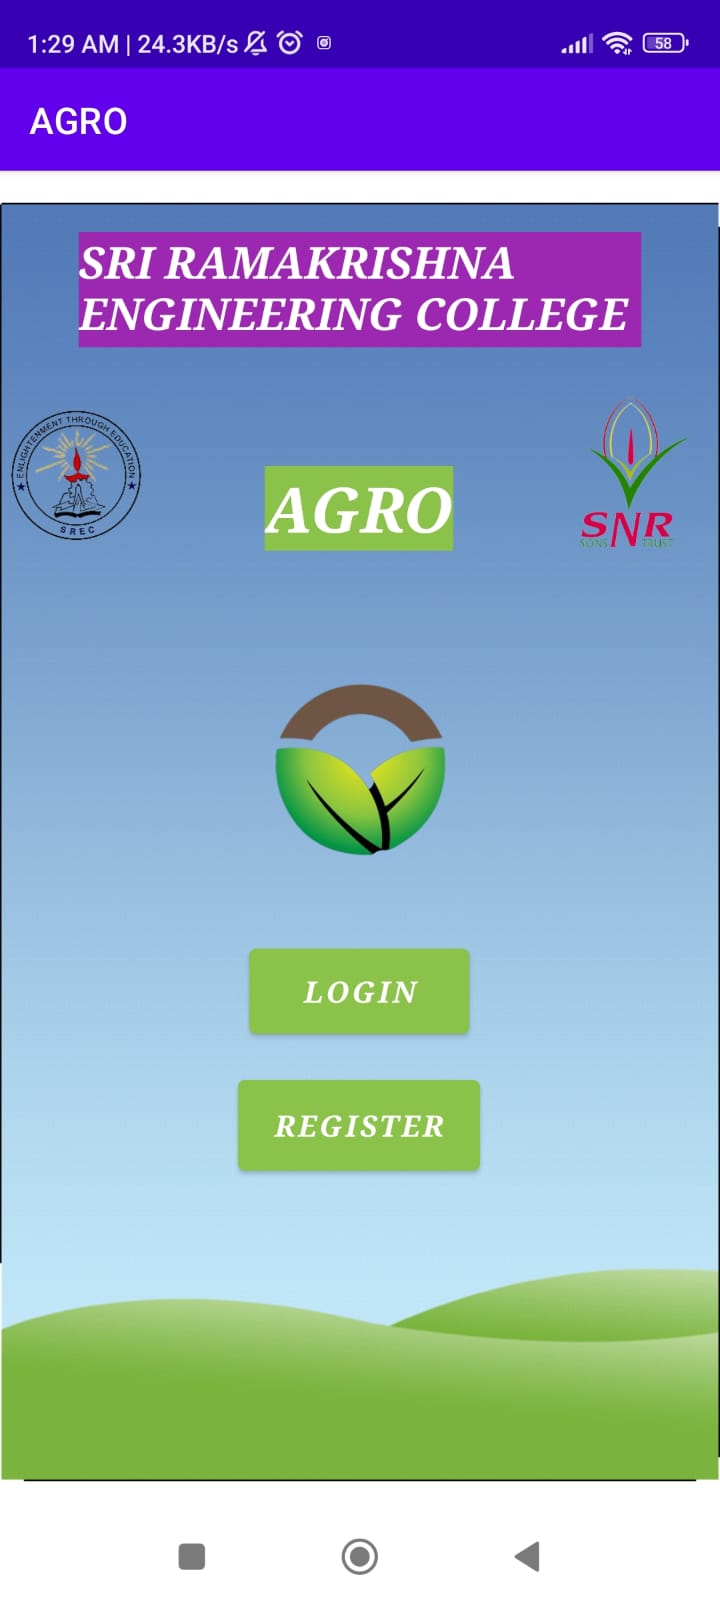 1:29 AM | 24.3KB/s
58
AGRO
SRI RAMAKRISHNA
ENGINEERING COLLEGE
ENLIGHTENMENT THROUGH EDUCATION
SREC
AGRO
SNR
SONS TRUST
LOGIN
REGISTER